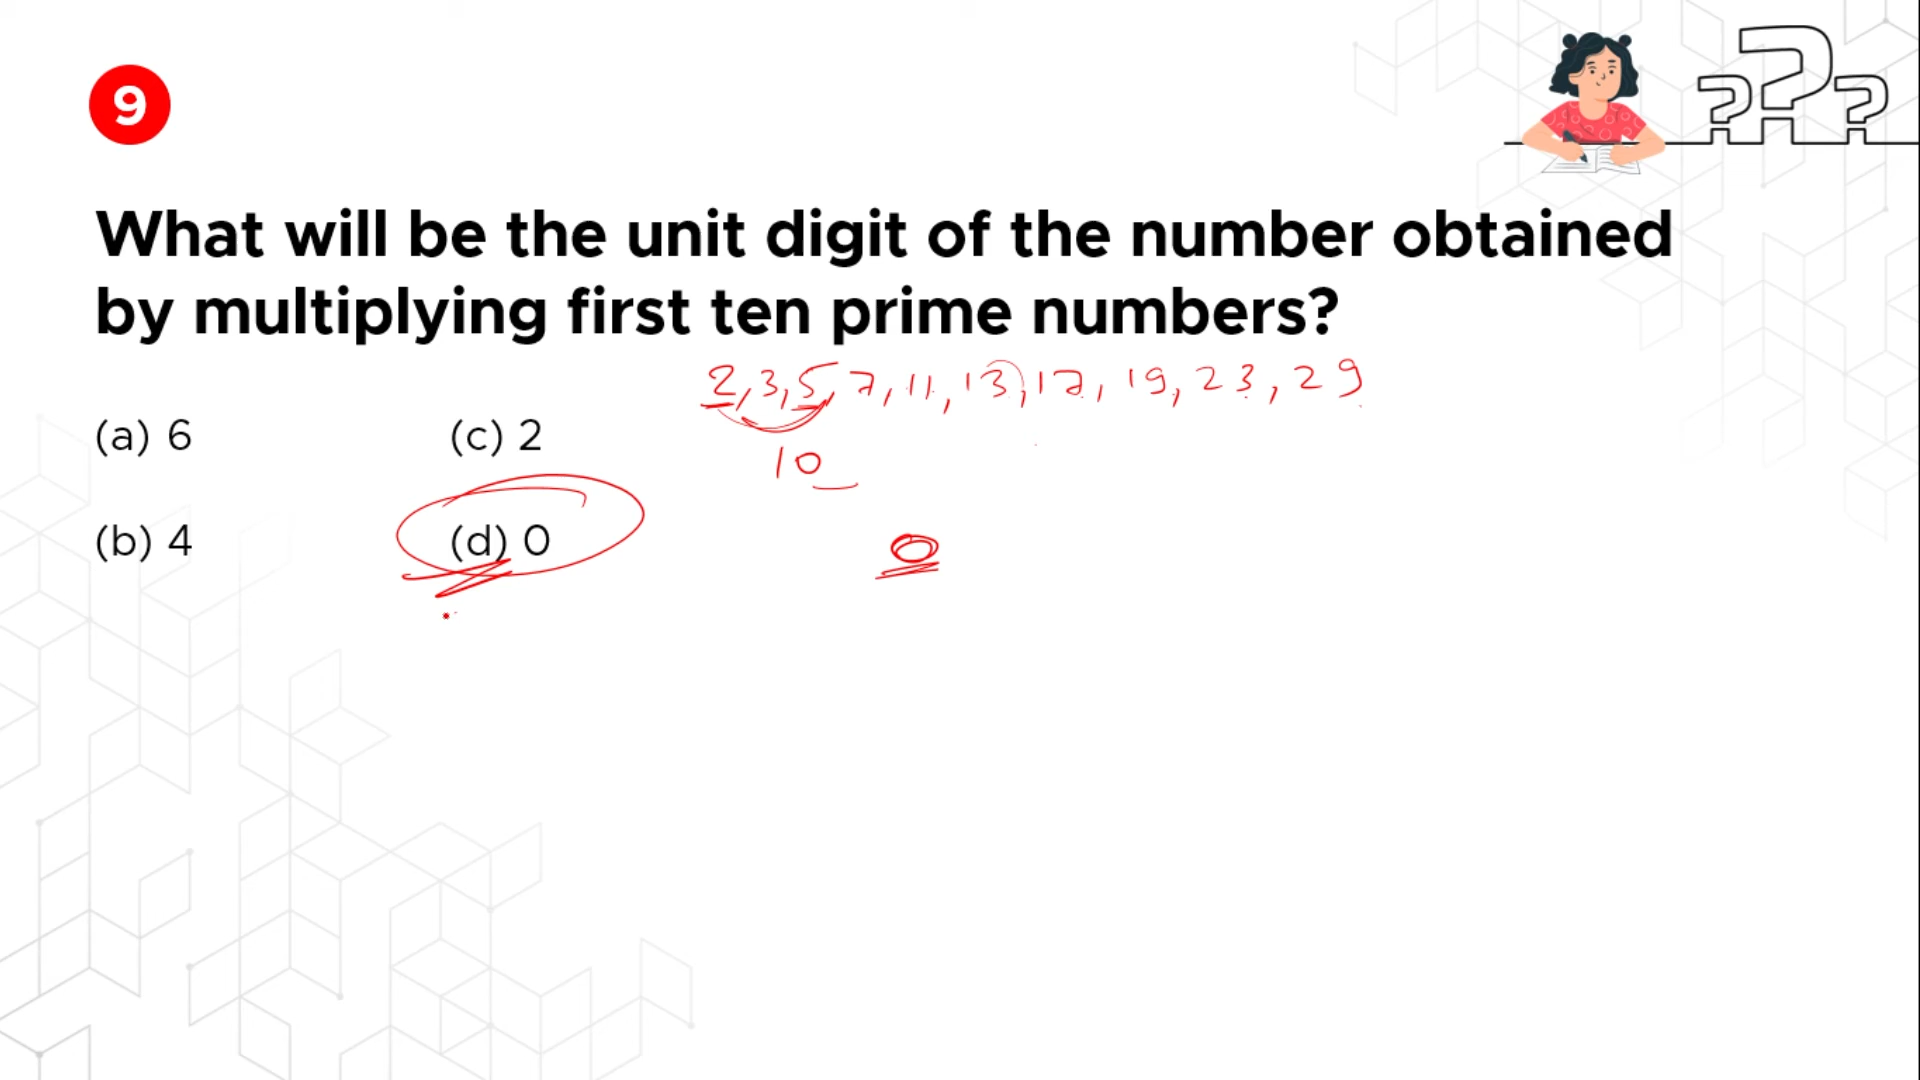 9
???
What will be the unit digit of the number obtained
by multiplying first ten prime numbers?
2,3,5,7,11,13,17,19,23,29
(a) 6 (c) 2
10
(b) 4 (d) 0
0